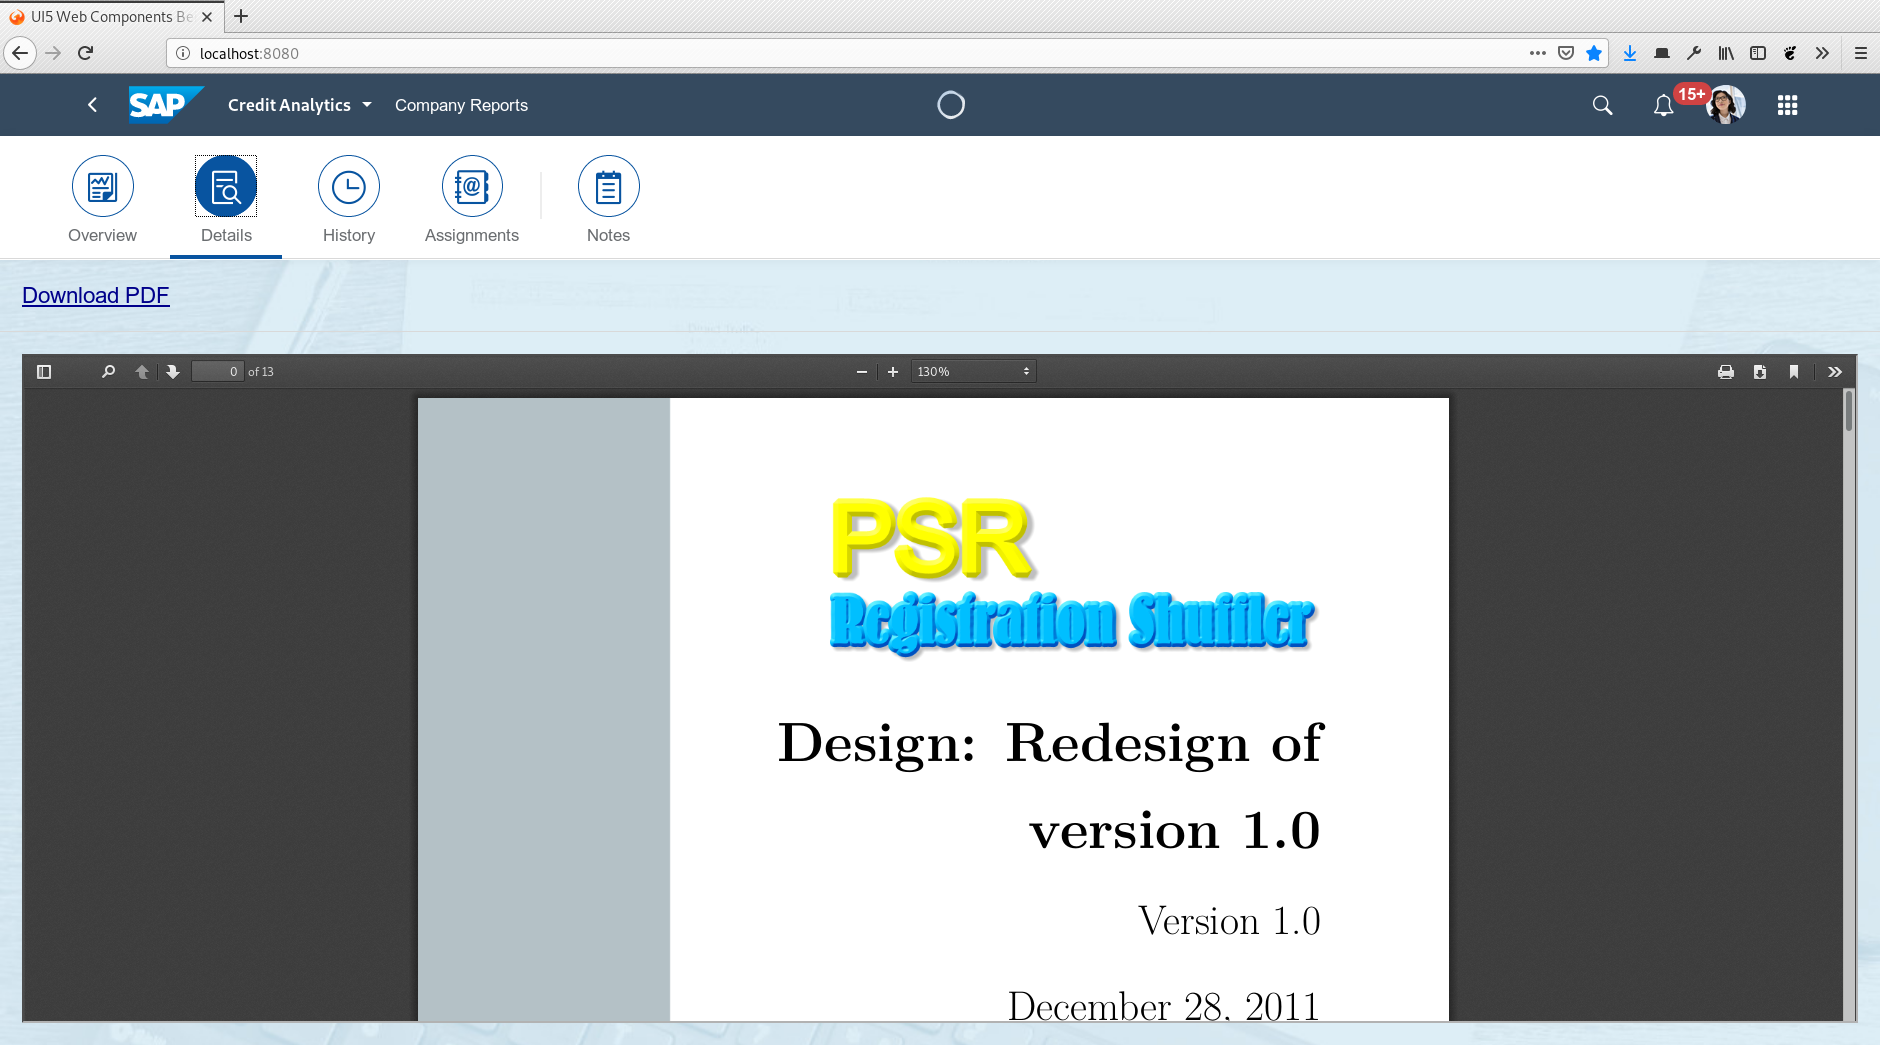 UI5 Web Components Be
localhost:8080
SAP
Credit Analytics
Company Reports
15+
Overview
Details
History
Assignments
Notes
Download PDF
0 of 13
130%
PSR
Registration Shuffler
Design: Redesign of
version 1.0
Version 1.0
December 28, 2011